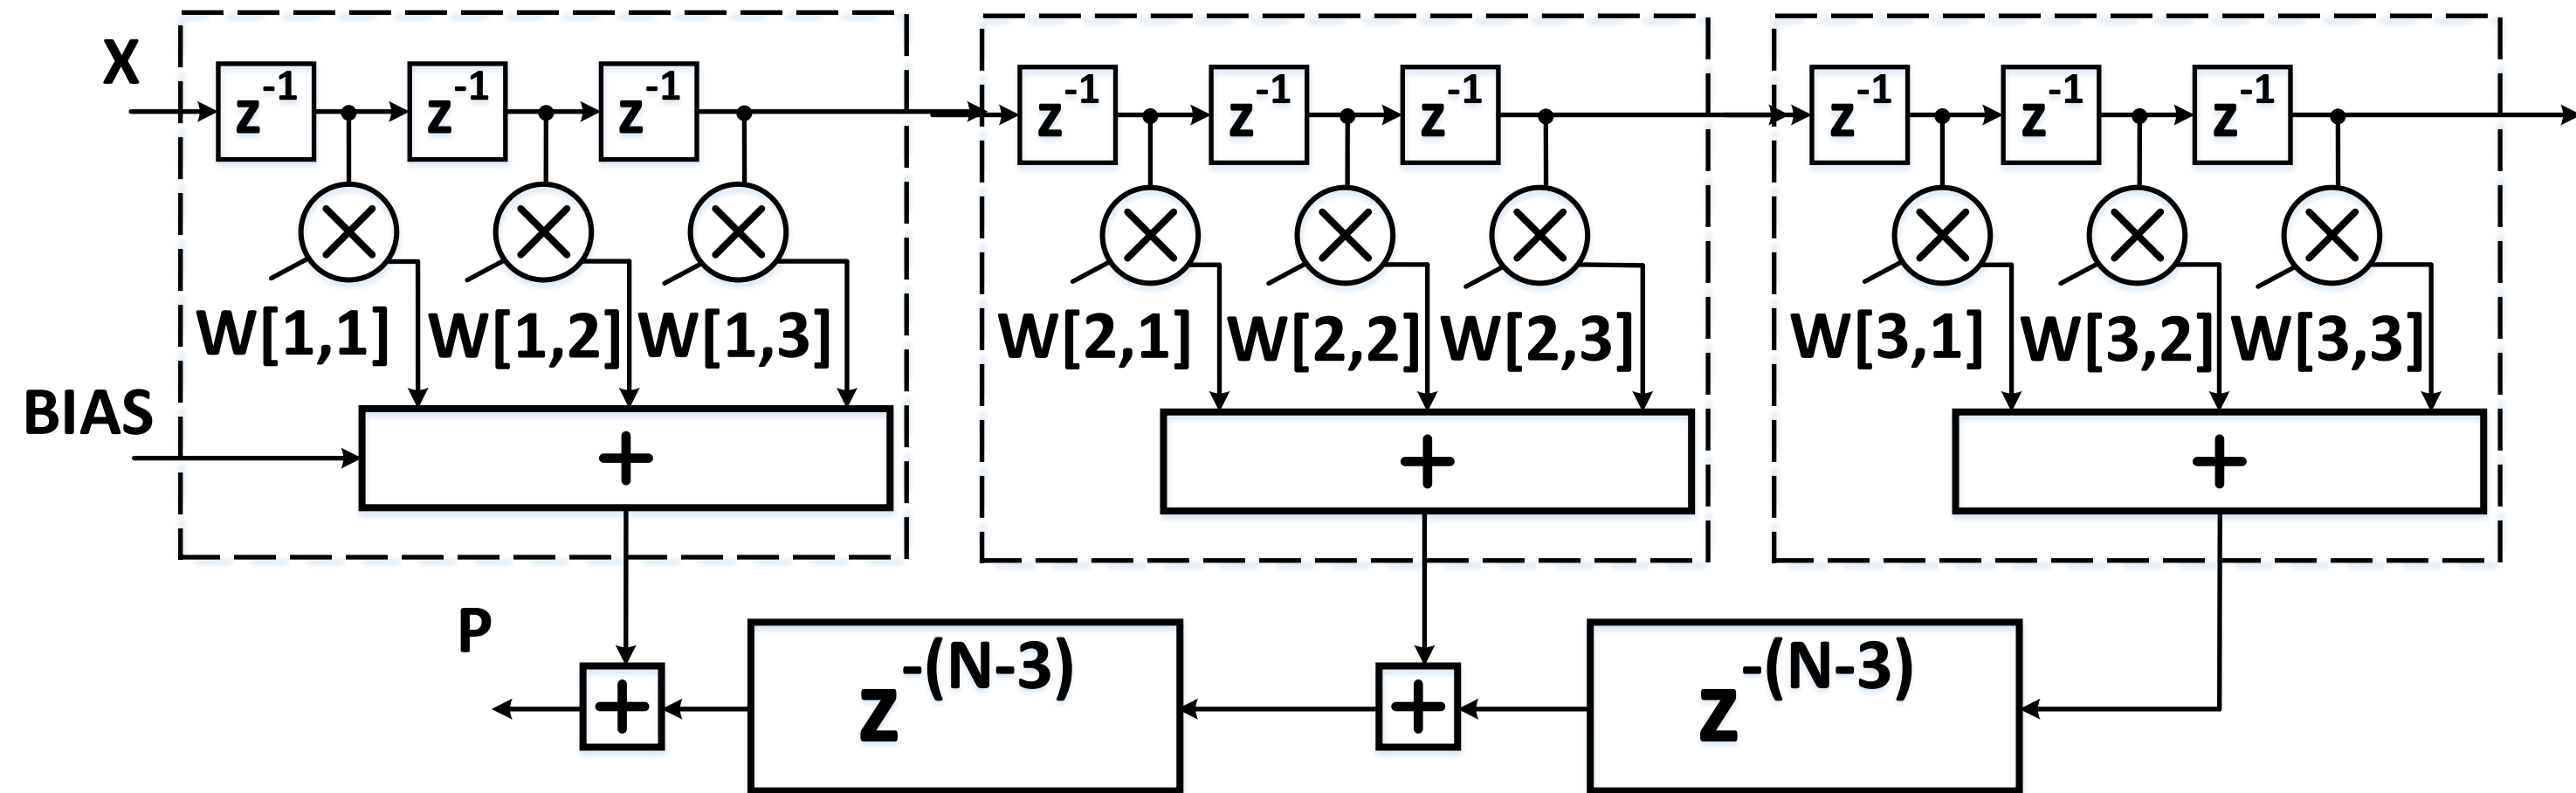 X
z-1 z-1 z-1 z-1 z-1 z-1 z-1 z-1 z-1
W[1,1] W[1,2] W[1,3] W[2,1] W[2,2] W[2,3] W[3,1] W[3,2] W[3,3]
BIAS
+ + +
P
z-(N-3) z-(N-3)
+ +